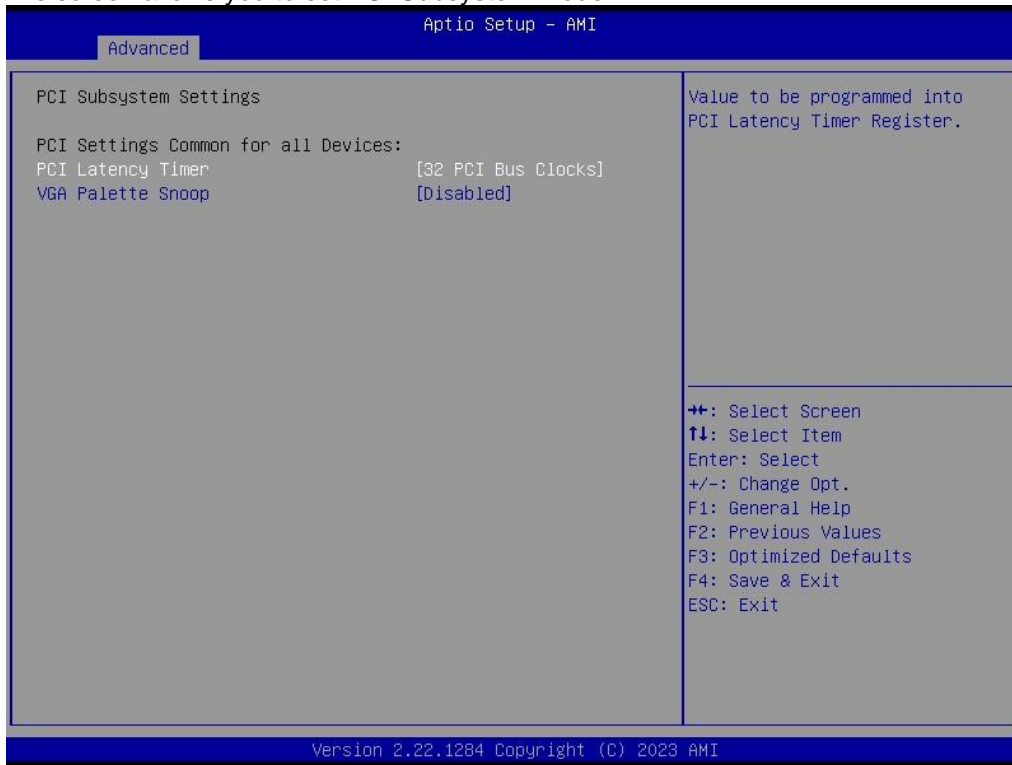 Aptio Setup – AMI
Advanced
PCI Subsystem Settings
PCI Settings Common for all Devices:
PCI Latency Timer [32 PCI Bus Clocks]
VGA Palette Snoop [Disabled]
Value to be programmed into
PCI Latency Timer Register.
→←: Select Screen
↑↓: Select Item
Enter: Select
+/-: Change Opt.
F1: General Help
F2: Previous Values
F3: Optimized Defaults
F4: Save & Exit
ESC: Exit
Version 2.22.1284 Copyright (C) 2023 AMI